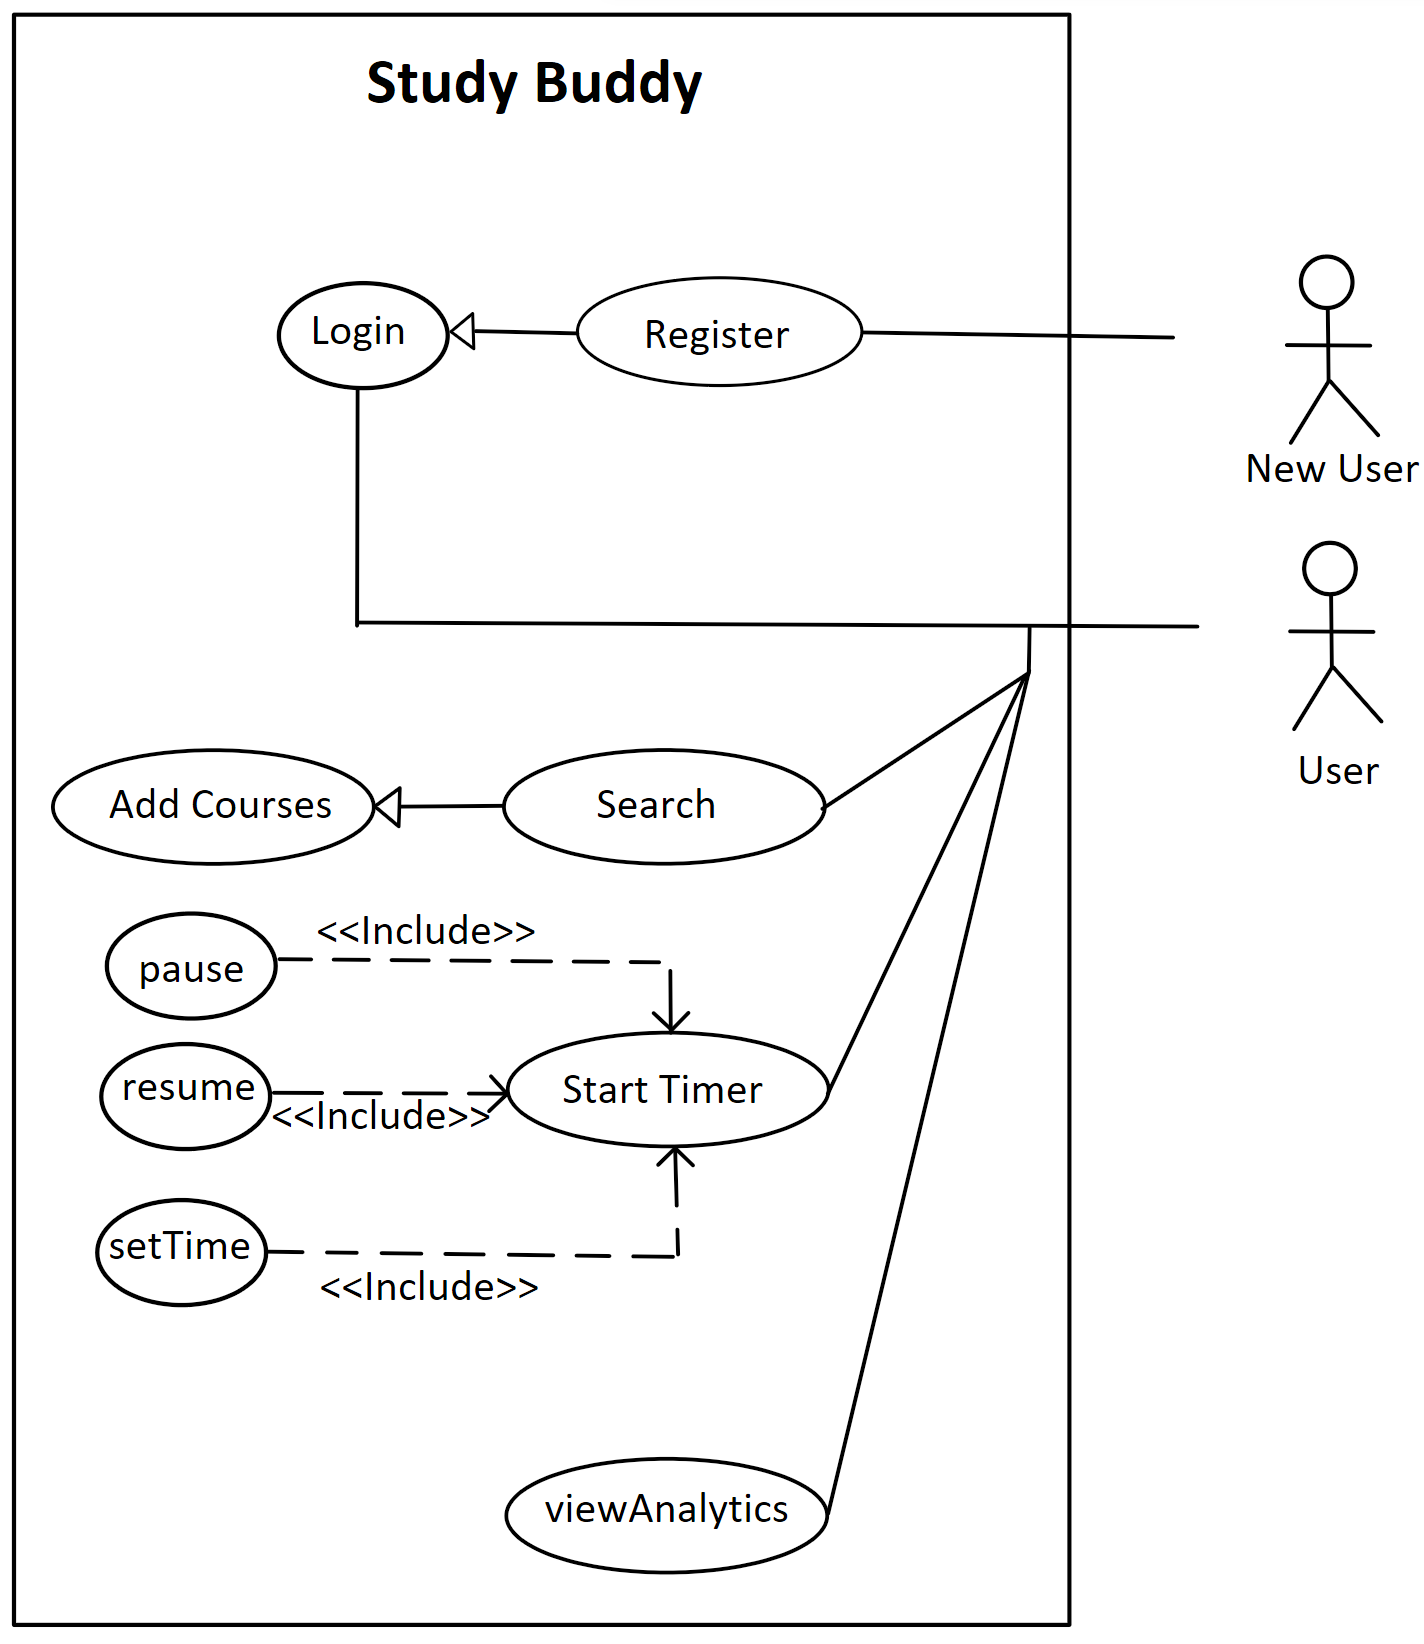 Study Buddy
Login
Register
New User
User
Add Courses
Search
<<Include>>
pause
resume
<<Include>>
Start Timer
setTime
<<Include>>
viewAnalytics